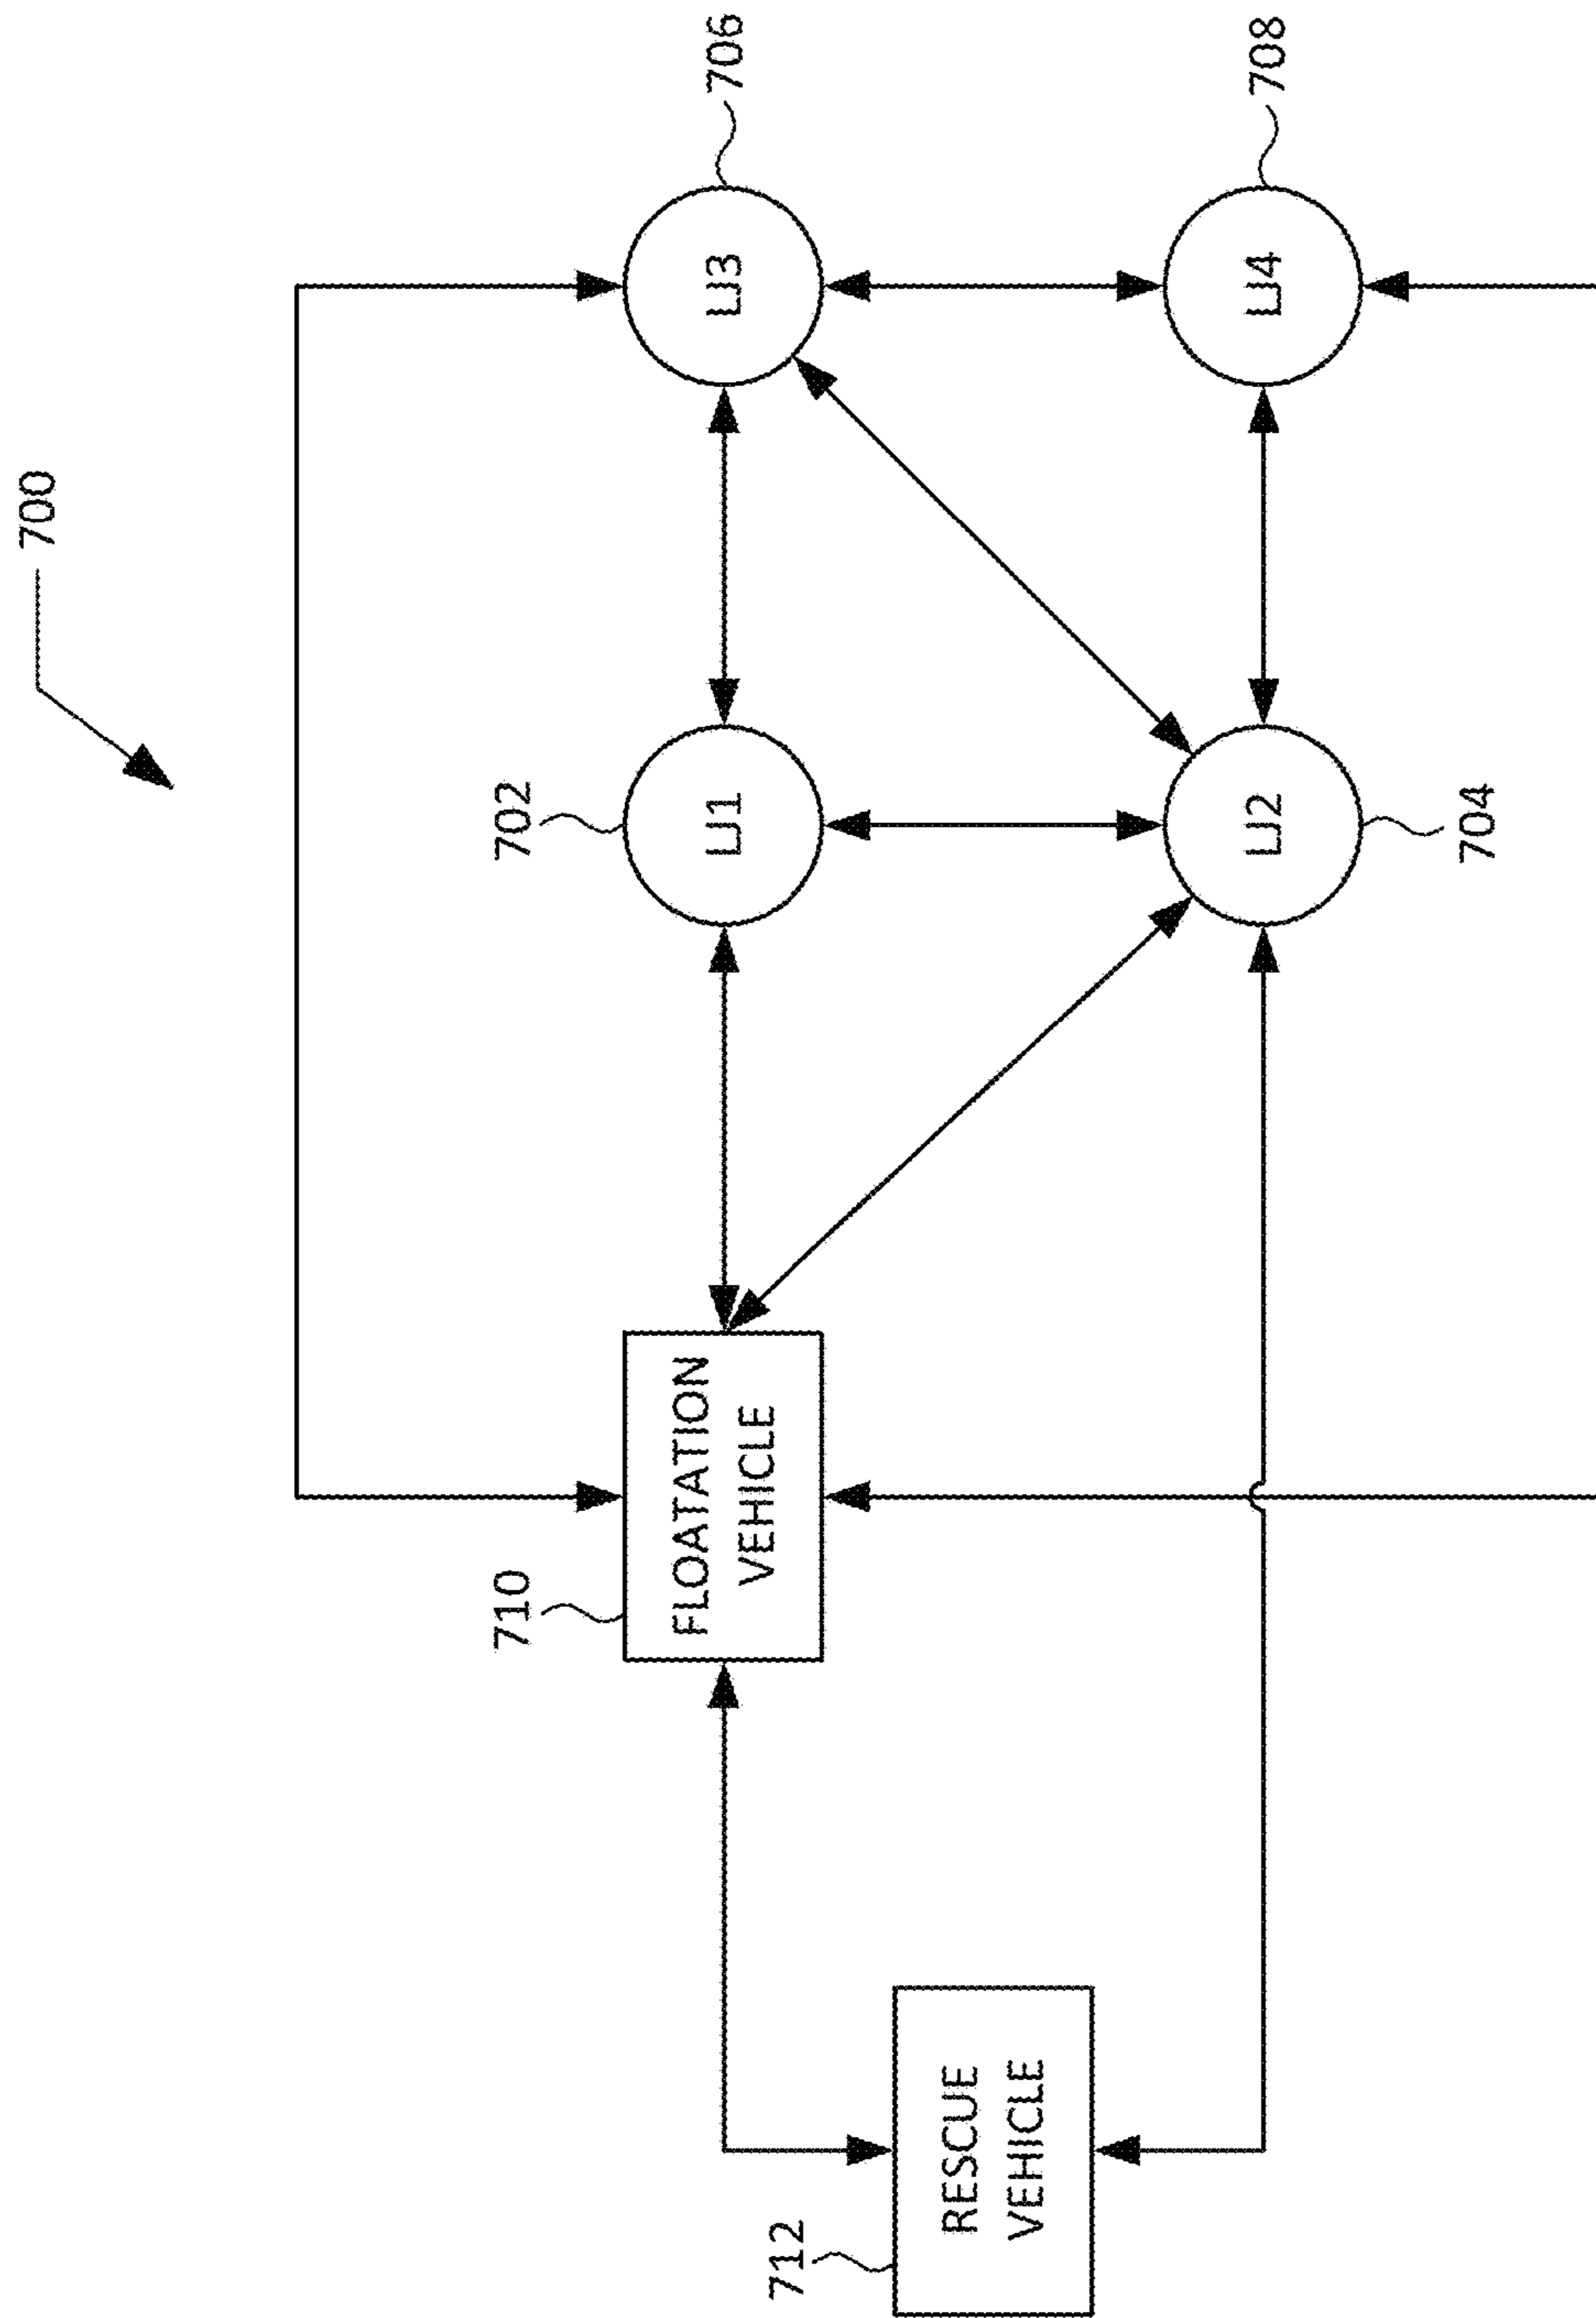 700
710
702
FLOATATION
VEHICLE
LJ1
LJ3
706
712
RESCUE
VEHICLE
LJ2
LJ4
708
704